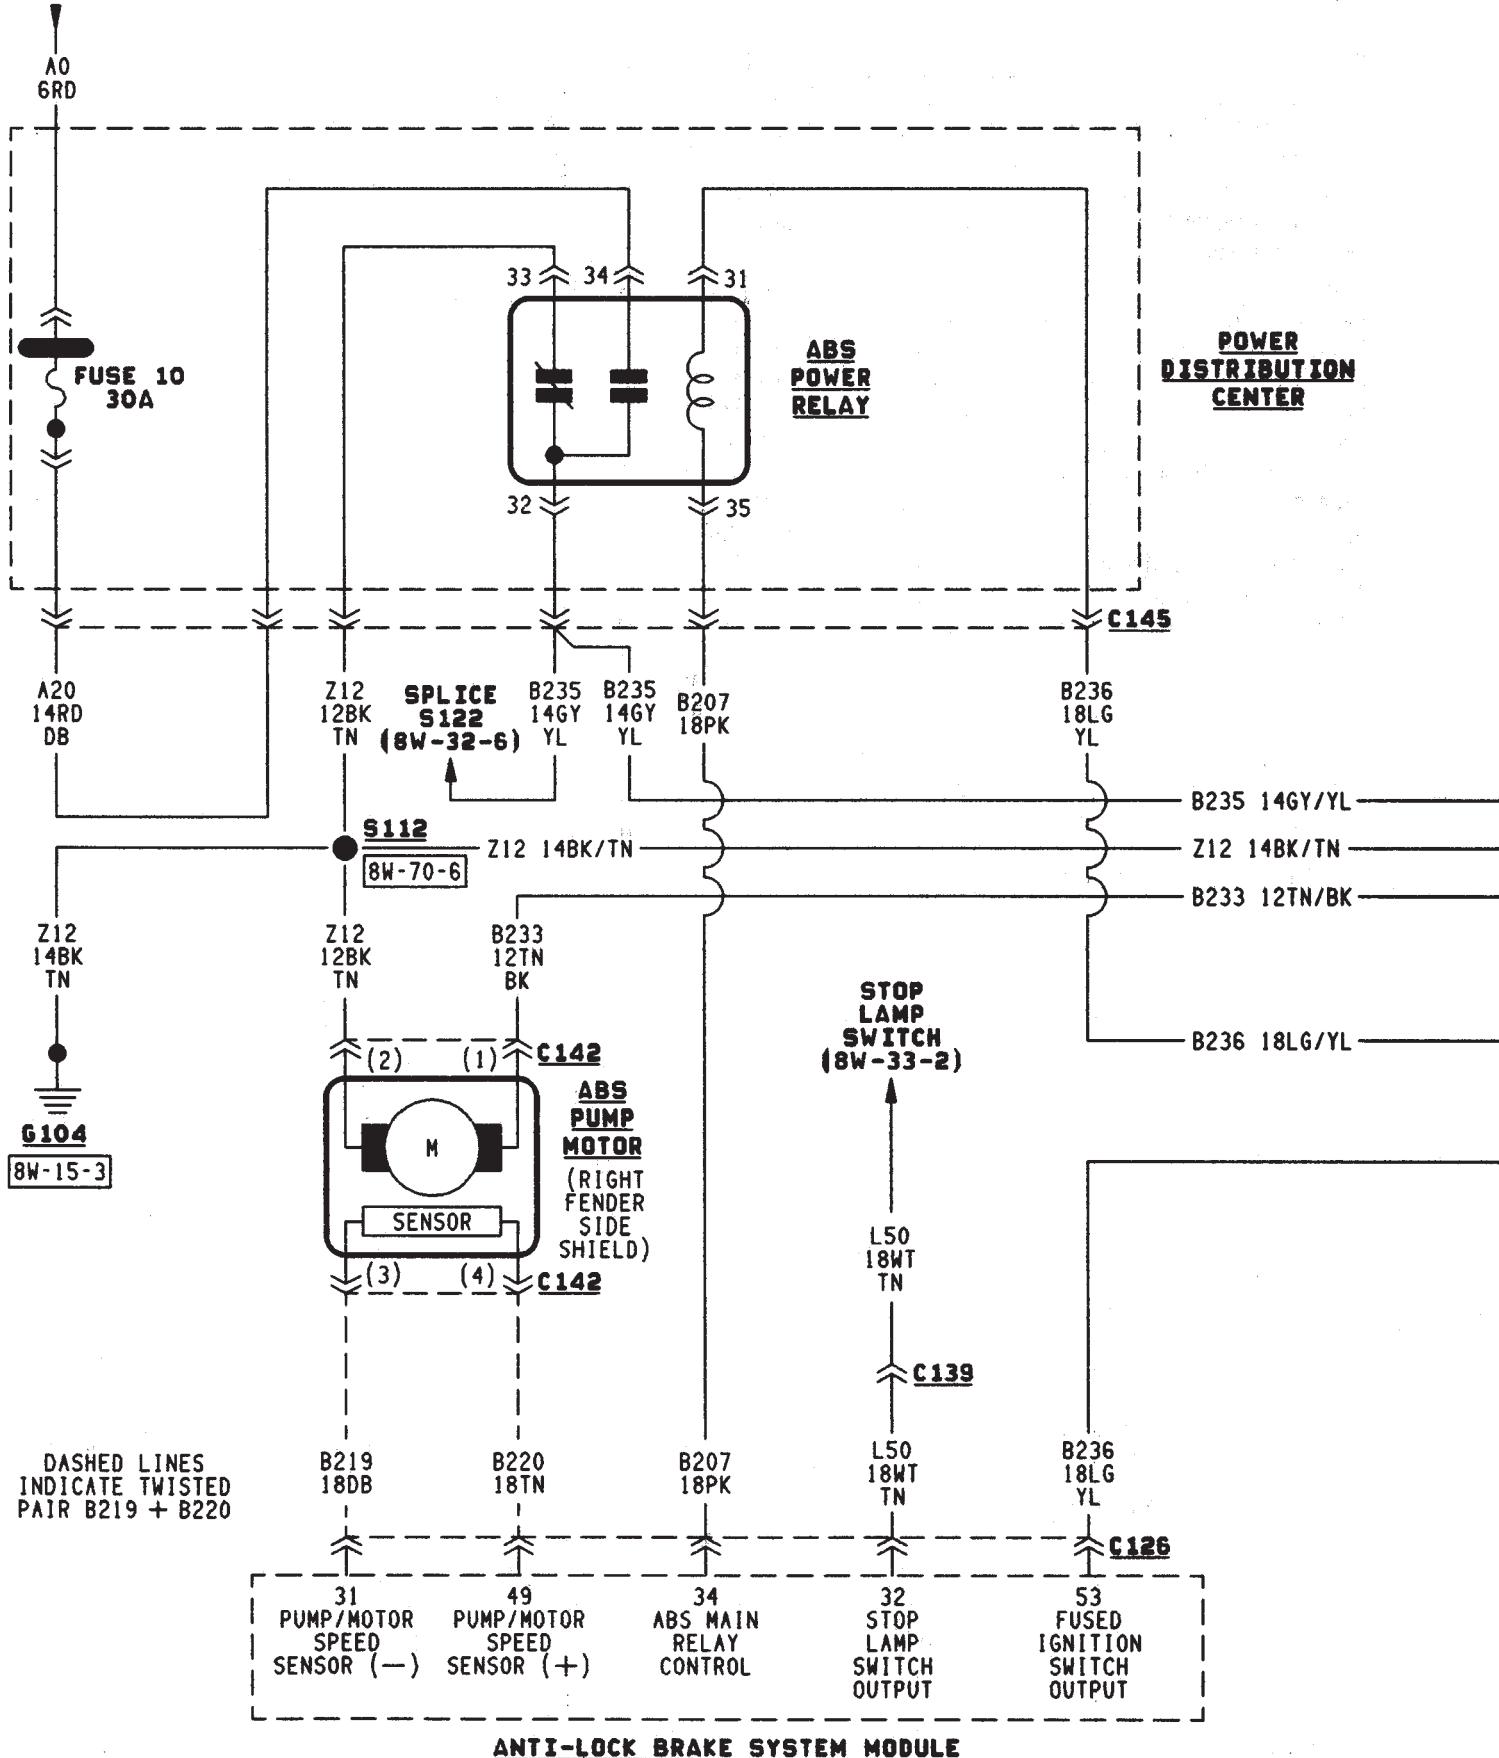 A0
6RD
33
34
31
FUSE 10
30A
ABS
POWER
RELAY
POWER
DISTRIBUTION
CENTER
32
35
C145
A20
14RD
DB
Z12
12BK
TN
SPLICE
S122
(8W-32-6)
B235
14GY
YL
B235
14GY
YL
B207
18PK
B236
18LG
YL
B235 14GY/YL
S112
8W-70-6
Z12 14BK/TN
Z12 14BK/TN
B233 12TN/BK
Z12
14BK
TN
Z12
12BK
TN
B233
12TN
BK
STOP
LAMP
SWITCH
(8W-33-2)
B236 18LG/YL
(2)
(1)
C142
G104
8W-15-3
M
SENSOR
ABS
PUMP
MOTOR
(RIGHT
FENDER
SIDE
SHIELD)
(3)
(4)
C142
L50
18WT
TN
C139
DASHED LINES
INDICATE TWISTED
PAIR B219 + B220
B219
18DB
B220
18TN
B207
18PK
L50
18WT
TN
B236
18LG
YL
C126
31
PUMP/MOTOR
SPEED
SENSOR (—)
49
PUMP/MOTOR
SPEED
SENSOR (+)
34
ABS MAIN
RELAY
CONTROL
32
STOP
LAMP
SWITCH
OUTPUT
53
FUSED
IGNITION
SWITCH
OUTPUT
ANTI-LOCK BRAKE SYSTEM MODULE